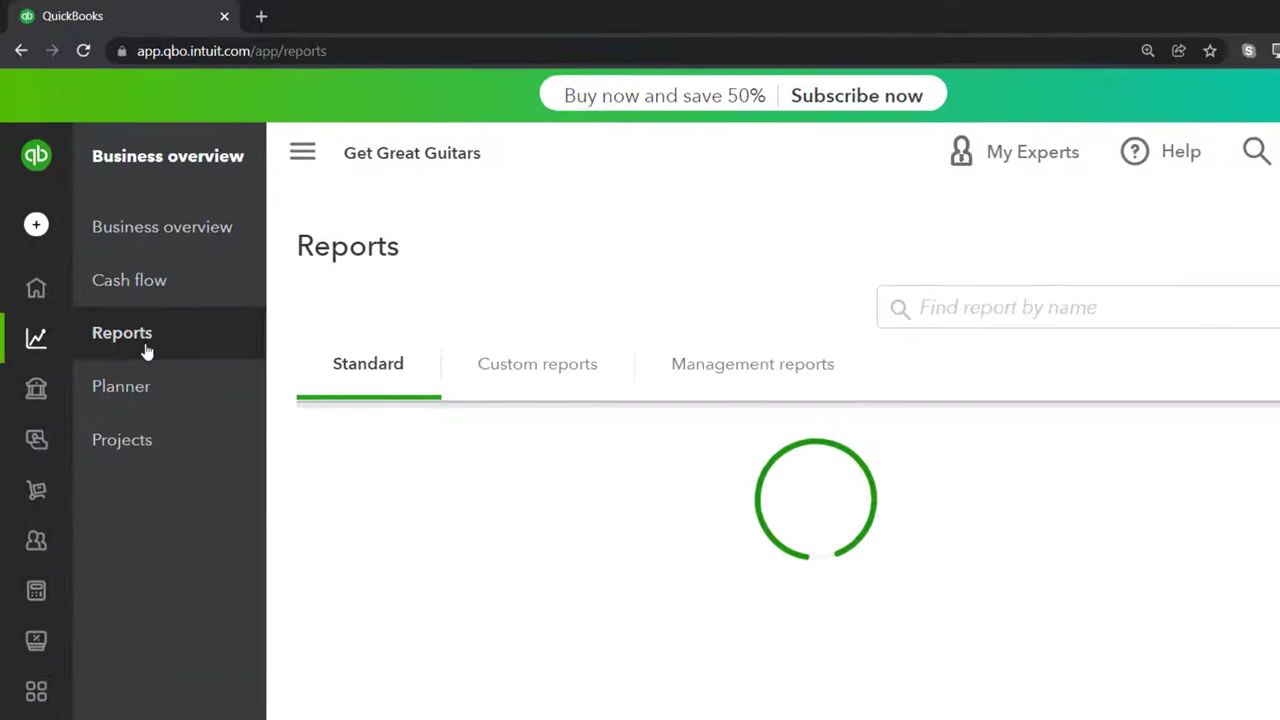 QuickBooks
app.qbo.intuit.com/app/reports
S
Buy now and save 50% Subscribe now
qb
Business overview
Get Great Guitars
My Experts
? Help
Business overview
Cash flow
Reports
Planner
Projects
Reports
Find report by name
Standard
Custom reports
Management reports